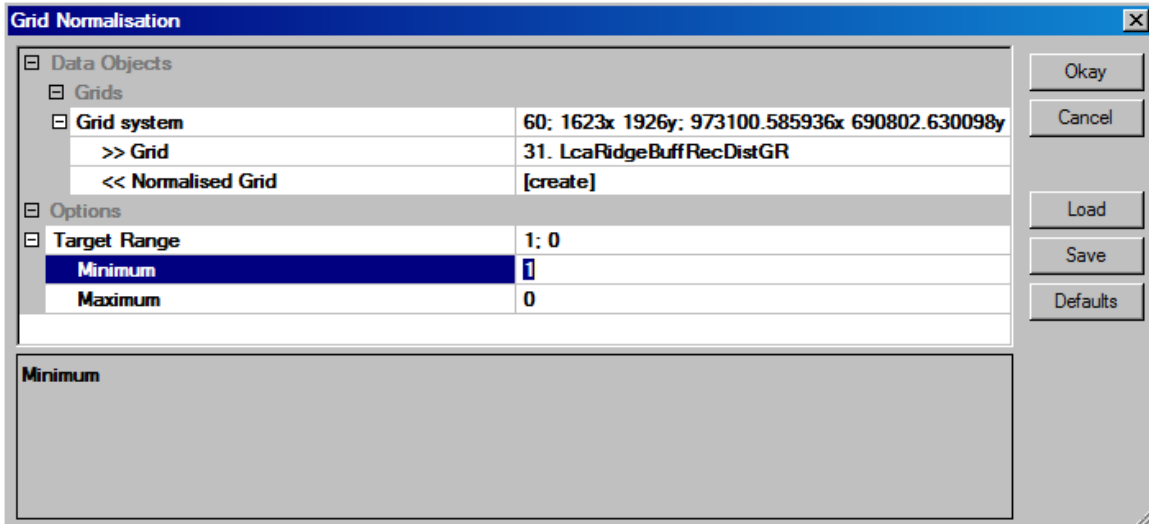 Grid Normalisation
Data Objects
Grids
Grid system 60; 1623x 1926y; 973100.585936x 690802.630098y
>> Grid 31. LcaRidgeBuffRecDistGR
<< Normalised Grid [create]
Options
Target Range 1; 0
Minimum 1
Maximum 0
Minimum
Okay
Cancel
Load
Save
Defaults